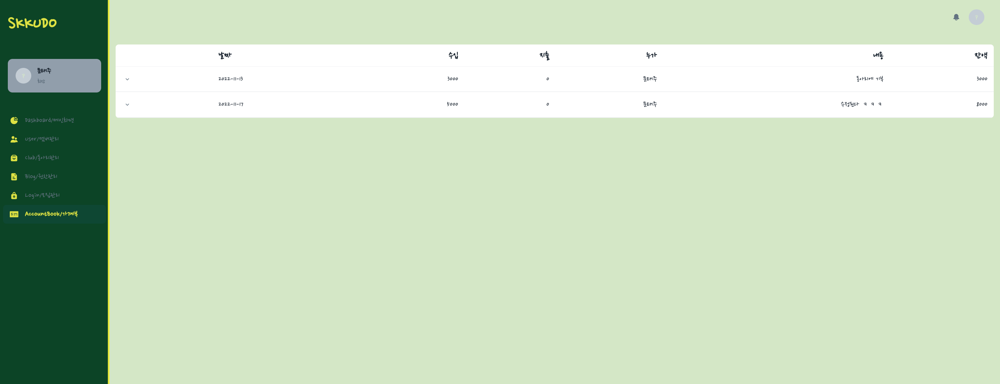 SKKUDO
P
문태주
회장
Dashboard/메인화면
User/멤버관리
Club/동아리관리
Blog/권한관리
Login/모집관리
AccountBook/가계부
P
날짜 수입 지출 누가 내용 잔액
2022-11-13 3000 0 문태주 동아리에 기부 3000
2022-11-17 5000 0 문태주 수정된다 ㅋ ㅋ ㅋ 8000